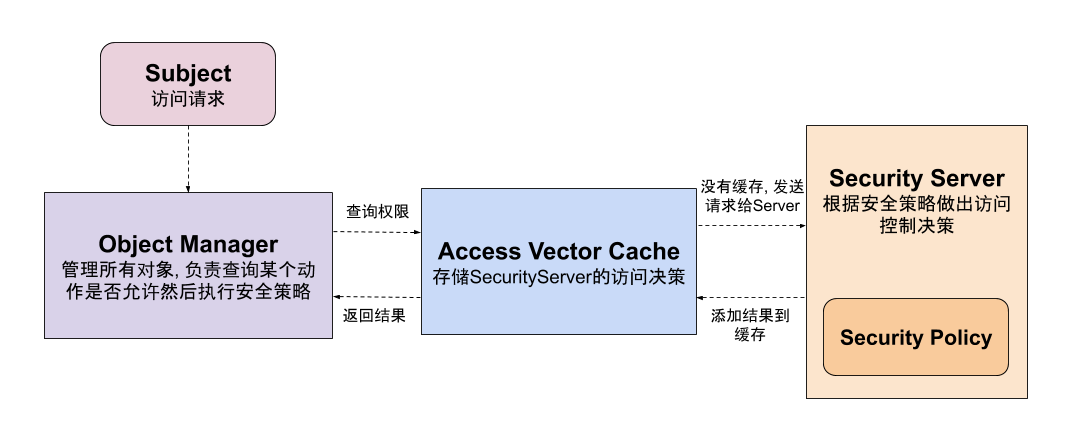 Subject
访问请求
Object Manager
管理所有对象, 负责查询某个动
作是否允许然后执行安全策略
查询权限
返回结果
Access Vector Cache
存储SecurityServer的访问决策
没有缓存, 发送
请求给Server
添加结果到
缓存
Security Server
根据安全策略做出访问
控制决策
Security Policy